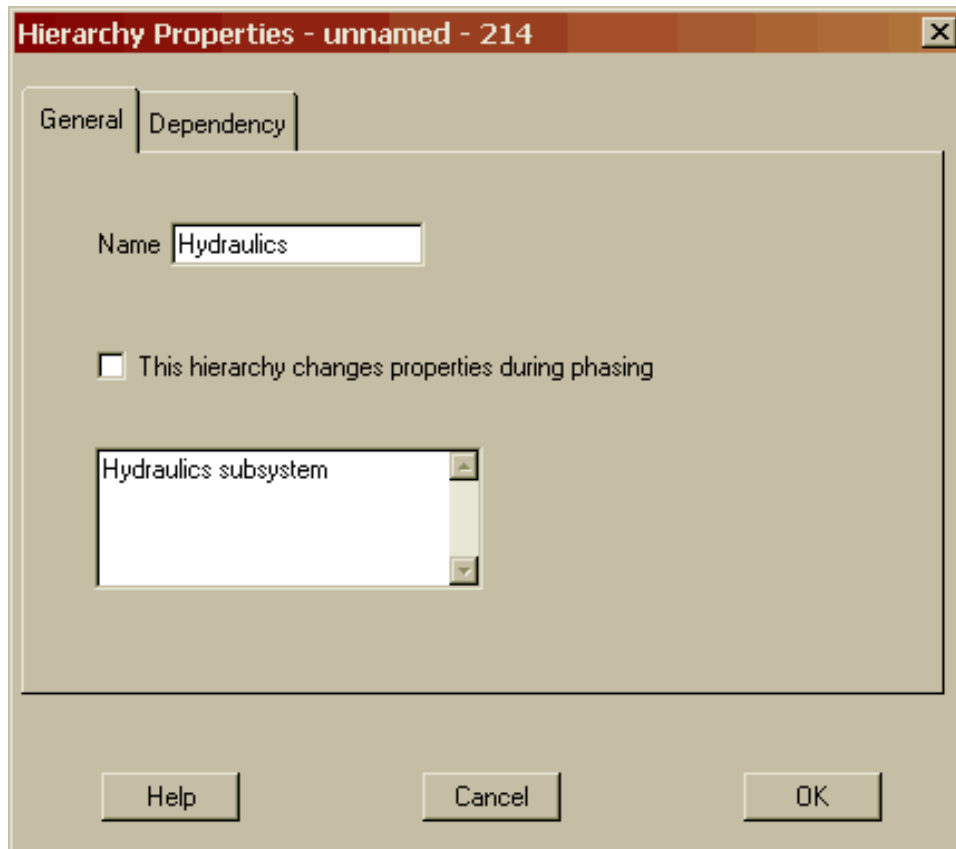 Hierarchy Properties - unnamed - 214
General
Dependency
Name Hydraulics
This hierarchy changes properties during phasing
Hydraulics subsystem
Help
Cancel
OK